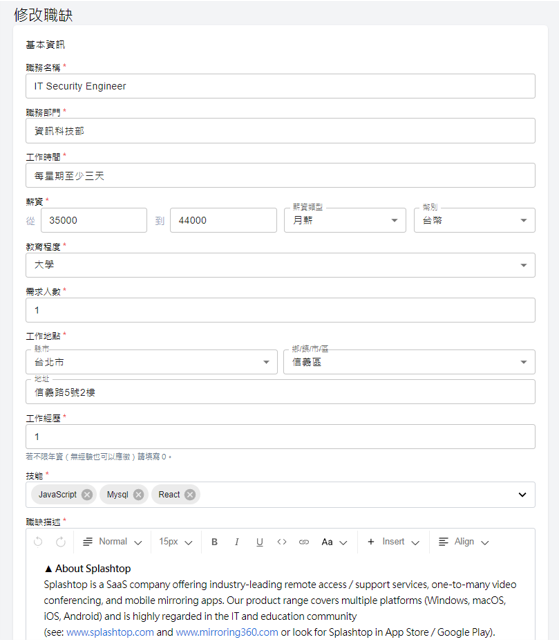 修改職缺
基本資訊
職務名稱 *
IT Security Engineer
職務部門 *
資訊科技部
工作時間 *
每星期至少三天
薪資 *
薪資類型 幣別
從 35000 到 44000 月薪 台幣
教育程度 *
大學
需求人數 *
1
工作地點 *
縣市 鄉/鎮/市/區
台北市 信義區
地址
信義路5號2樓
工作經歷 *
1
若不限年資 ( 無經驗也可以應徵 ) 請填寫 0。
技能 *
JavaScript Mysql React
職缺描述 *
Normal 15px B I U <> Aa + Insert Align
▲ About Splashtop
Splashtop is a SaaS company offering industry-leading remote access / support services, one-to-many video
conferencing, and mobile mirroring apps. Our product range covers multiple platforms (Windows, macOS,
iOS, Android) and is highly regarded in the IT and education community
(see: www.splashtop.com and www.mirroring360.com or look for Splashtop in App Store / Google Play).